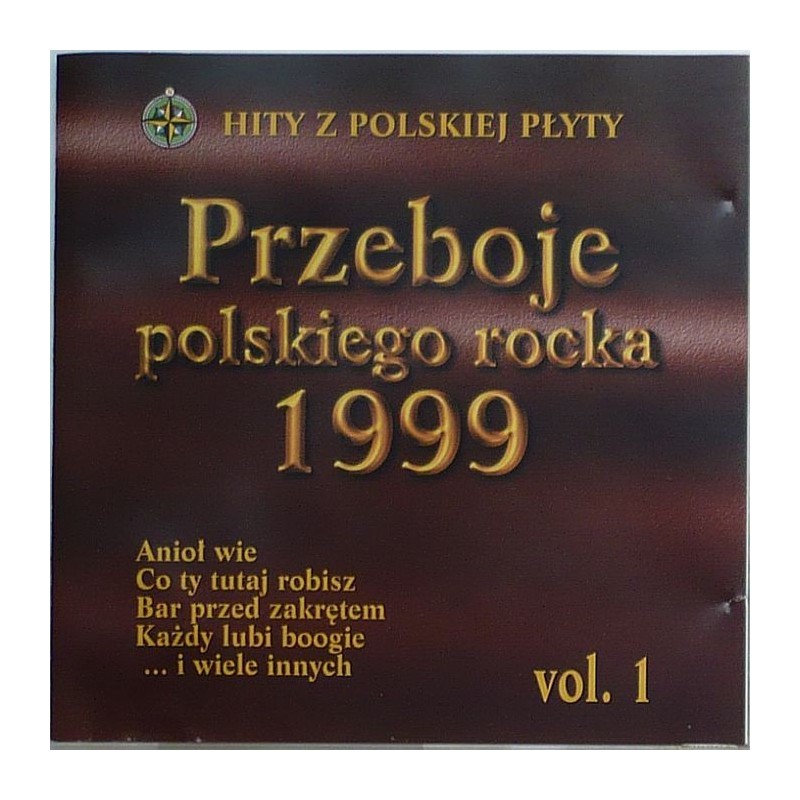 HITY Z POLSKIEJ PŁYTY
Przeboje
polskiego rocka
1999
Anioł wie
Co ty tutaj robisz
Bar przed zakrętem
Każdy lubi boogie
... i wiele innych
vol. 1